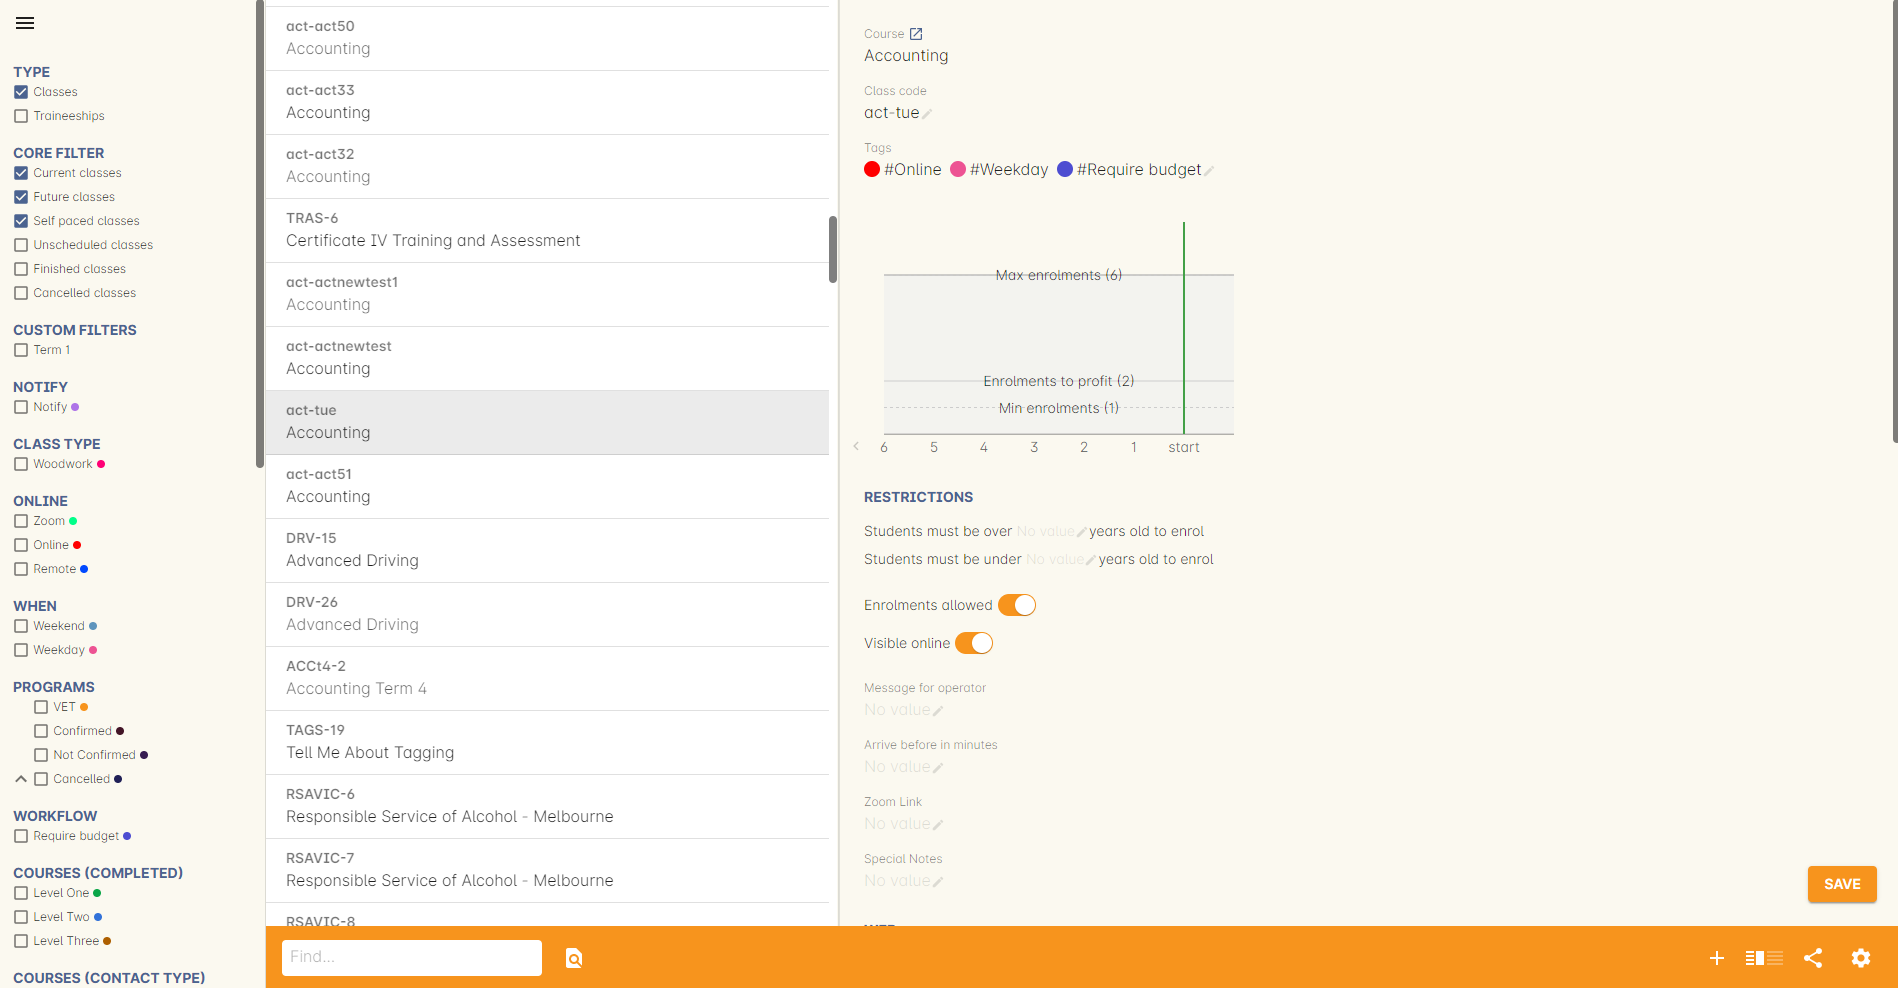 TYPE
Classes
Traineeships
CORE FILTER
Current classes
Future classes
Self paced classes
Unscheduled classes
Finished classes
Cancelled classes
CUSTOM FILTERS
Term 1
NOTIFY
Notify
CLASS TYPE
Woodwork
ONLINE
Zoom
Online
Remote
WHEN
Weekend
Weekday
PROGRAMS
VET
Confirmed
Not Confirmed
Cancelled
WORKFLOW
Require budget
COURSES (COMPLETED)
Level One
Level Two
Level Three
COURSES (CONTACT TYPE)
act-act50
Accounting
act-act33
Accounting
act-act32
Accounting
TRAS-6
Certificate IV Training and Assessment
act-actnewtest1
Accounting
act-actnewtest
Accounting
act-tue
Accounting
act-act51
Accounting
DRV-15
Advanced Driving
DRV-26
Advanced Driving
ACCt4-2
Accounting Term 4
TAGS-19
Tell Me About Tagging
RSAVIC-6
Responsible Service of Alcohol - Melbourne
RSAVIC-7
Responsible Service of Alcohol - Melbourne
RSAVIC-8
Course
Accounting
Class code
act-tue
Tags
#Online #Weekday #Require budget
Max enrolments (6)
Enrolments to profit (2)
Min enrolments (1)
6 5 4 3 2 1 start
RESTRICTIONS
Students must be over No value years old to enrol
Students must be under No value years old to enrol
Enrolments allowed
Visible online
Message for operator
No value
Arrive before in minutes
No value
Zoom Link
No value
Special Notes
No value
SAVE
Find...